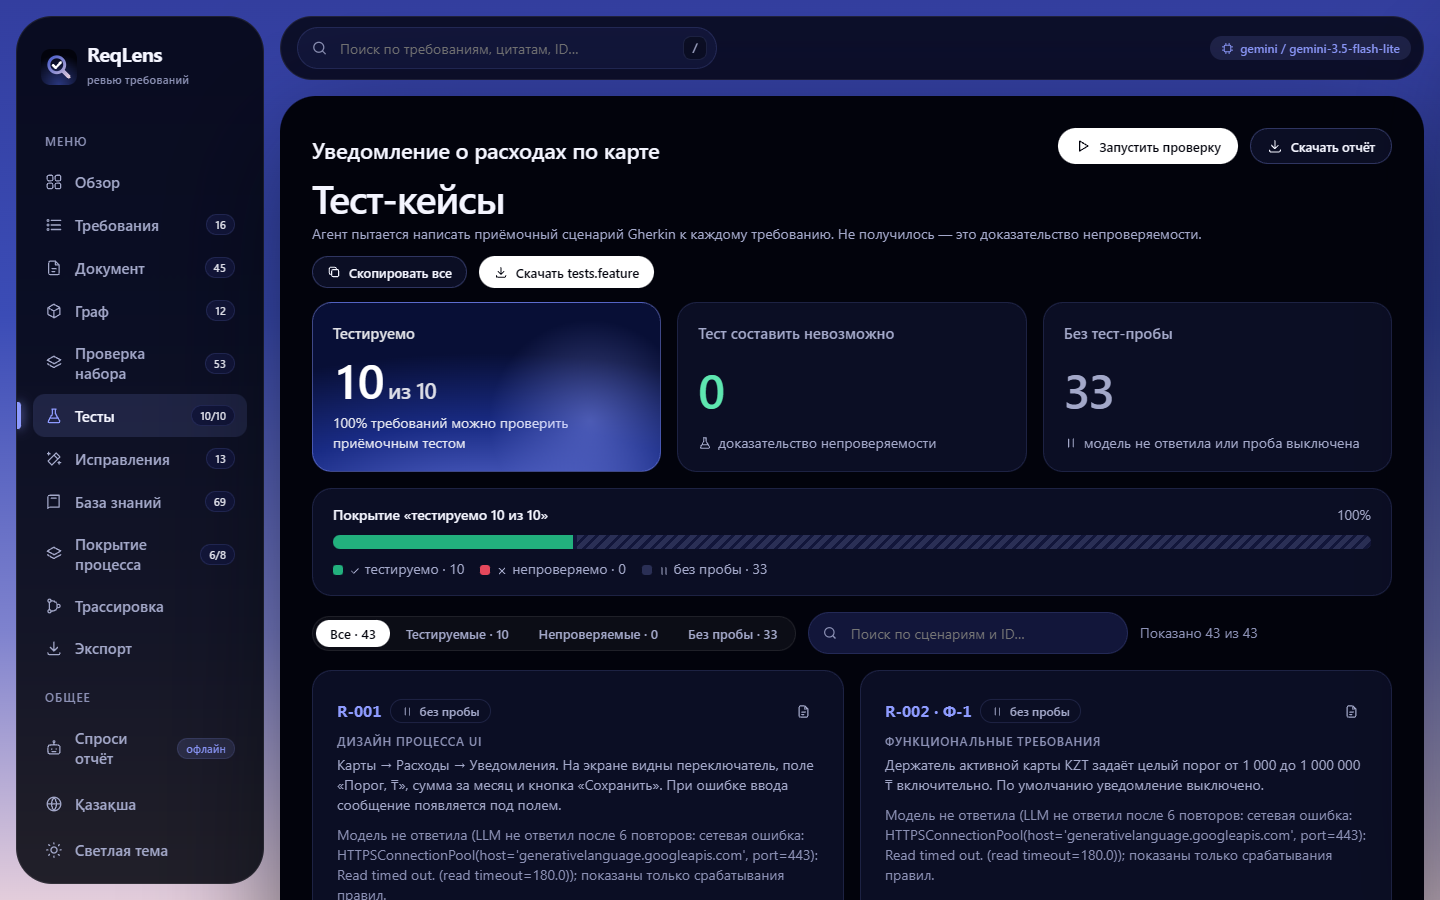 ReqLens
ревью требований
МЕНЮ
Обзор
Требования 16
Документ 45
Граф 12
Проверка
набора 53
Тесты 10/10
Исправления 13
База знаний 69
Покрытие
процесса 6/8
Трассировка
Экспорт
ОБЩЕЕ
Спроси
отчёт офлайн
Қазақша
Светлая тема
Поиск по требованиям, цитатам, ID... /
gemini / gemini-3.5-flash-lite
Уведомление о расходах по карте
Запустить проверку
Скачать отчёт
Тест-кейсы
Агент пытается написать приёмочный сценарий Gherkin к каждому требованию. Не получилось — это доказательство непроверяемости.
Скопировать все
Скачать tests.feature
Тестируемо
10 из 10
100% требований можно проверить
приёмочным тестом
Тест составить невозможно
0
доказательство непроверяемости
Без тест-пробы
33
модель не ответила или проба выключена
Покрытие «тестируемо 10 из 10» 100%
тестируемо · 10 непроверяемо · 0 без пробы · 33
Все · 43 Тестируемые · 10 Непроверяемые · 0 Без пробы · 33
Поиск по сценариям и ID...
Показано 43 из 43
R-001 без пробы
ДИЗАЙН ПРОЦЕССА UI
Карты → Расходы → Уведомления. На экране видны переключатель, поле
«Порог, ₸», сумма за месяц и кнопка «Сохранить». При ошибке ввода
сообщение появляется под полем.
Модель не ответила (LLM не ответил после 6 повторов: сетевая ошибка:
HTTPSConnectionPool(host='generativelanguage.googleapis.com', port=443):
Read timed out. (read timeout=180.0)); показаны только срабатывания
правил.
R-002 · Ф-1 без пробы
ФУНКЦИОНАЛЬНЫЕ ТРЕБОВАНИЯ
Держатель активной карты KZT задаёт целый порог от 1 000 до 1 000 000
₸ включительно. По умолчанию уведомление выключено.
Модель не ответила (LLM не ответил после 6 повторов: сетевая ошибка:
HTTPSConnectionPool(host='generativelanguage.googleapis.com', port=443):
Read timed out. (read timeout=180.0)); показаны только срабатывания
правил.